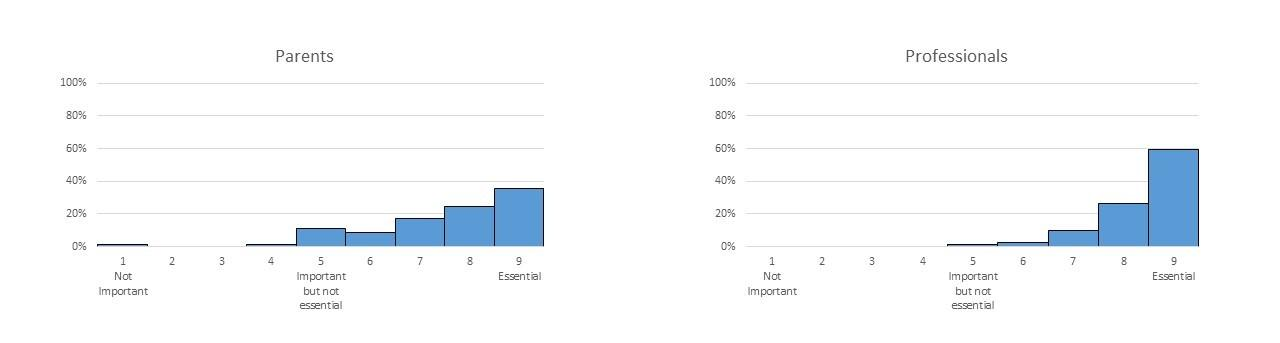 Parents
100%
80%
60%
40%
20%
0%
1 2 3 4 5 6 7 8 9
Not Important but not essential Essential
Important
Professionals
100%
80%
60%
40%
20%
0%
1 2 3 4 5 6 7 8 9
Not Important but not essential Essential
Important